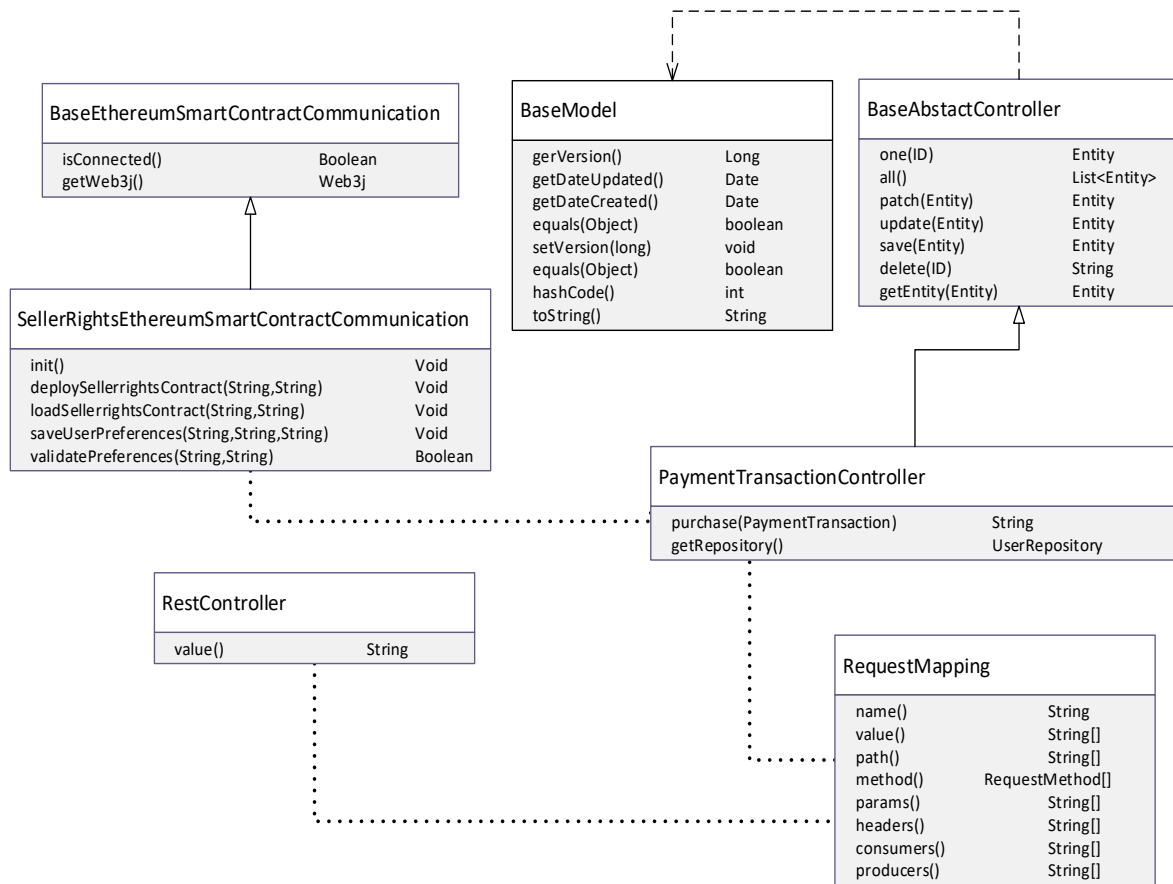 BaseEthereumSmartContractCommunication
isConnected() Boolean
getWeb3j() Web3j
BaseModel
gerVersion() Long
getDateUpdated() Date
getDateCreated() Date
equals(Object) boolean
setVersion(long) void
equals(Object) boolean
hashCode() int
toString() String
BaseAbstactController
one(ID) Entity
all() List<Entity>
patch(Entity) Entity
update(Entity) Entity
save(Entity) Entity
delete(ID) String
getEntity(Entity) Entity
SellerRightsEthereumSmartContractCommunication
init() Void
deploySellerrightsContract(String,String) Void
loadSellerrightsContract(String,String) Void
saveUserPreferences(String,String,String) Void
validatePreferences(String,String) Boolean
PaymentTransactionController
purchase(PaymentTransaction) String
getRepository() UserRepository
RestController
value() String
RequestMapping
name() String
value() String[]
path() String[]
method() RequestMethod[]
params() String[]
headers() String[]
consumers() String[]
producers() String[]